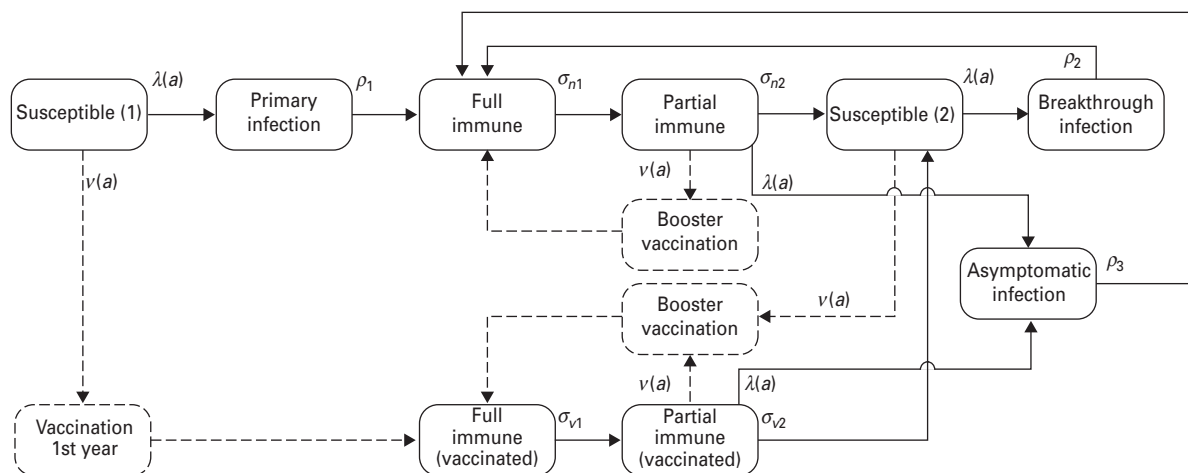 λ(a)
ρ1
σn1
σn2
λ(a)
ρ2
Susceptible (1)
Primary
infection
Full
immune
Partial
immune
Susceptible (2)
Breakthrough
infection
ν(a)
ν(a)
λ(a)
Booster
vaccination
Asymptomatic
infection
ρ3
Booster
vaccination
ν(a)
ν(a)
λ(a)
Vaccination
1st year
Full
immune
(vaccinated)
σv1
Partial
immune
(vaccinated)
σv2